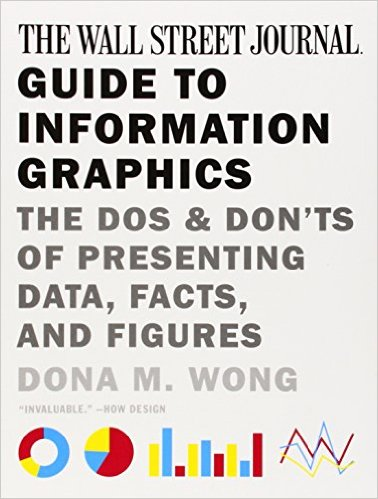 THE WALL STREET JOURNAL.
GUIDE TO
INFORMATION
GRAPHICS
THE DOS & DON'TS
OF PRESENTING
DATA, FACTS,
AND FIGURES
DONA M. WONG
"INVALUABLE." —HOW DESIGN